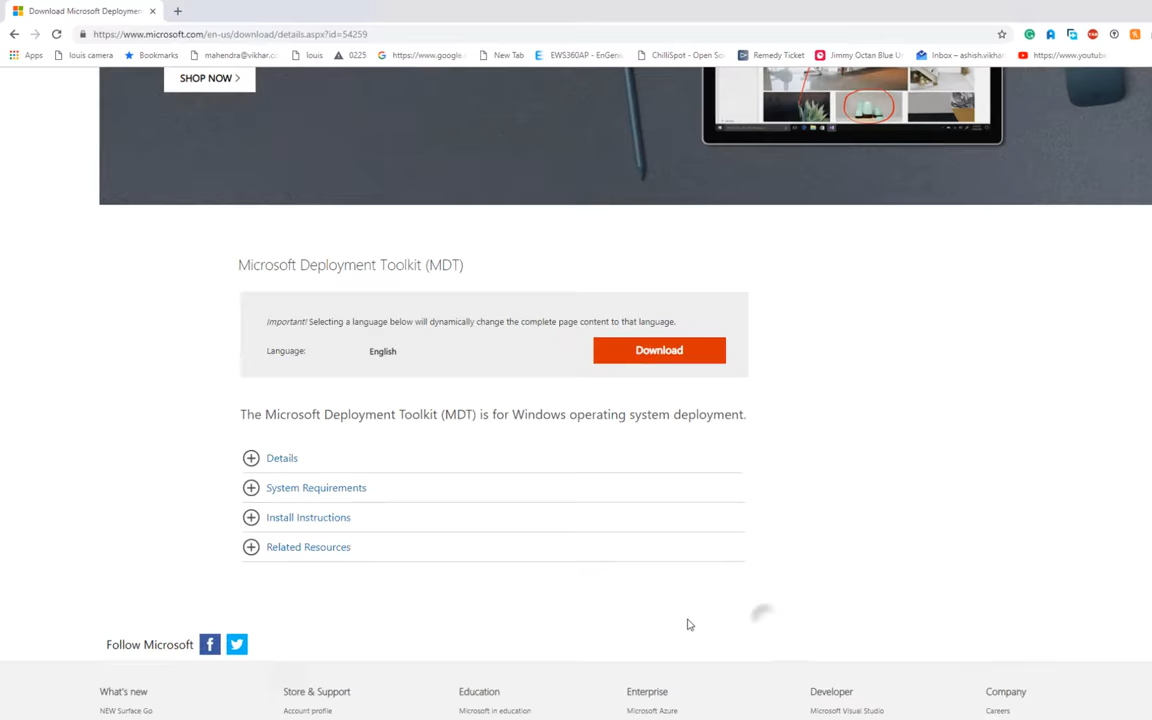 Download Microsoft Deploymen
https://www.microsoft.com/en-us/download/details.aspx?id=54259
Apps louis camera Bookmarks mahendra@vikhar.c louis 0225 https://www.google. New Tab EWS360AP - EnGeni ChilliSpot - Open So Remedy Ticket Jimmy Octan Blue U Inbox – ashish.vikha https://www.youtube
SHOP NOW >
Microsoft Deployment Toolkit (MDT)
Important! Selecting a language below will dynamically change the complete page content to that language.
Language: English Download
The Microsoft Deployment Toolkit (MDT) is for Windows operating system deployment.
Details
System Requirements
Install Instructions
Related Resources
Follow Microsoft
What's new Store & Support Education Enterprise Developer Company
NEW Surface Go Account profile Microsoft in education Microsoft Azure Microsoft Visual Studio Careers